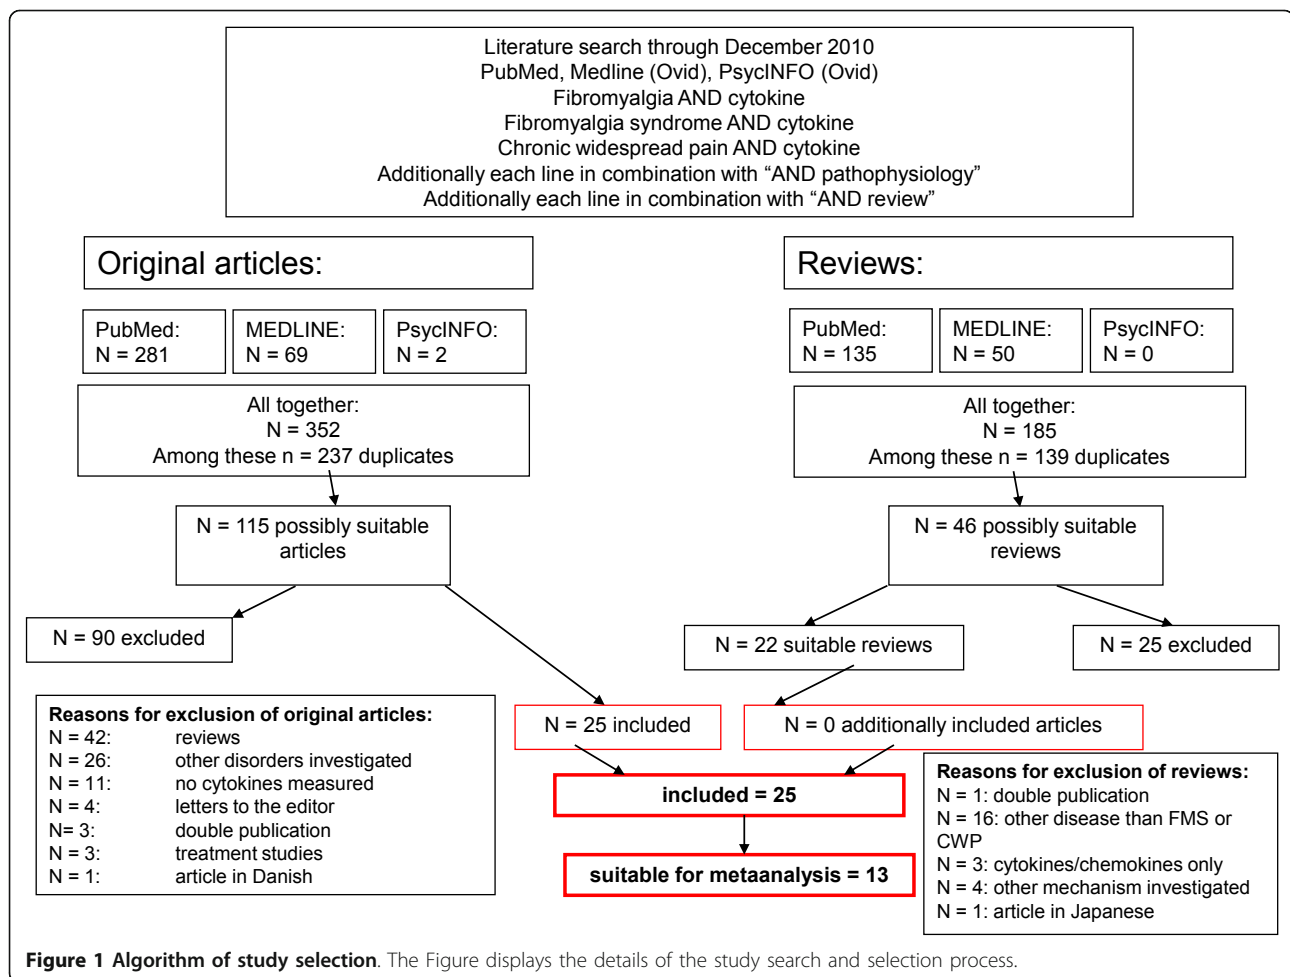 Literature search through December 2010
PubMed, Medline (Ovid), PsycINFO (Ovid)
Fibromyalgia AND cytokine
Fibromyalgia syndrome AND cytokine
Chronic widespread pain AND cytokine
Additionally each line in combination with “AND pathophysiology”
Additionally each line in combination with “AND review”
Original articles:
PubMed:
N = 281
MEDLINE:
N = 69
PsycINFO:
N = 2
All together:
N = 352
Among these n = 237 duplicates
N = 115 possibly suitable
articles
N = 90 excluded
Reasons for exclusion of original articles:
N = 42: reviews
N = 26: other disorders investigated
N = 11: no cytokines measured
N = 4: letters to the editor
N= 3: double publication
N = 3: treatment studies
N = 1: article in Danish
N = 25 included
Reviews:
PubMed:
N = 135
MEDLINE:
N = 50
PsycINFO:
N = 0
All together:
N = 185
Among these n = 139 duplicates
N = 46 possibly suitable
reviews
N = 22 suitable reviews
N = 25 excluded
N = 0 additionally included articles
Reasons for exclusion of reviews:
N = 1: double publication
N = 16: other disease than FMS or
CWP
N = 3: cytokines/chemokines only
N = 4: other mechanism investigated
N = 1: article in Japanese
included = 25
suitable for metaanalysis = 13
Figure 1 Algorithm of study selection. The Figure displays the details of the study search and selection process.